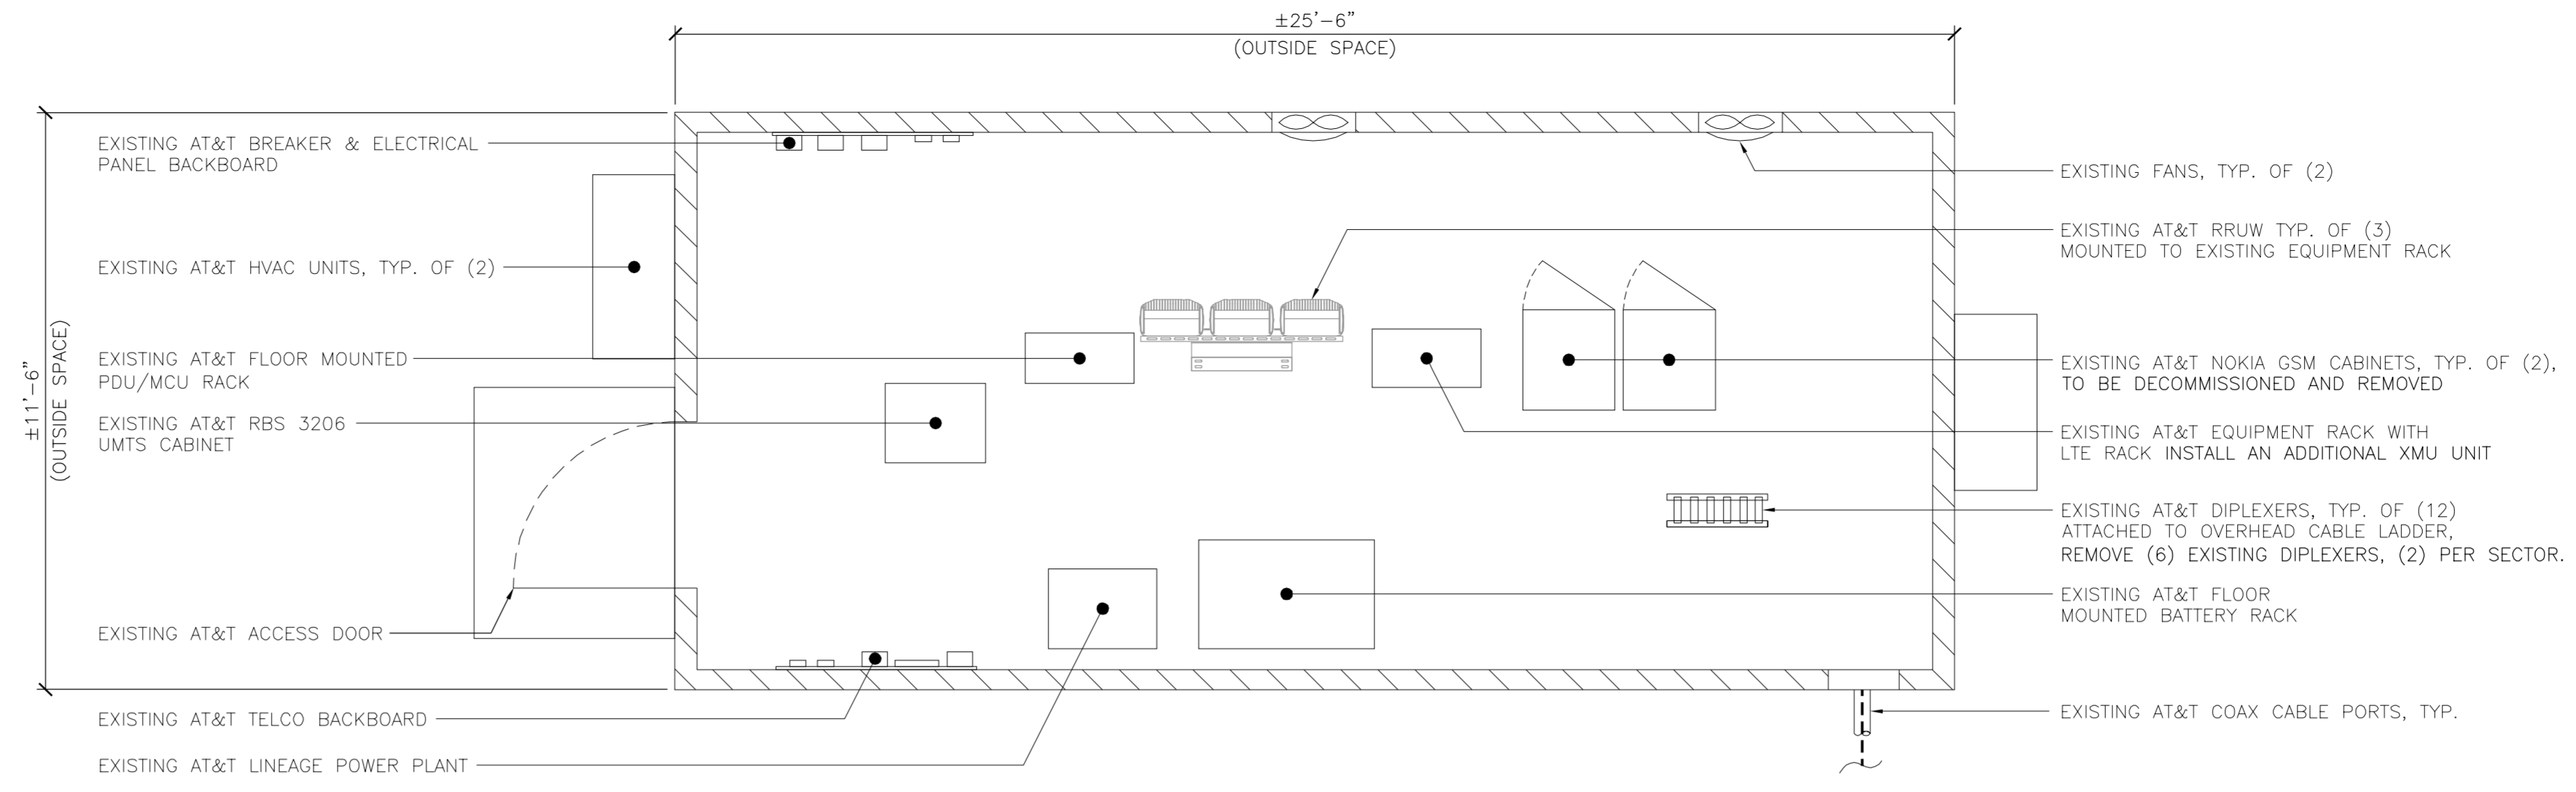 ±25'-6"
(OUTSIDE SPACE)
±11'-6"
(OUTSIDE SPACE)
EXISTING AT&T BREAKER & ELECTRICAL
PANEL BACKBOARD
EXISTING AT&T HVAC UNITS, TYP. OF (2)
EXISTING AT&T FLOOR MOUNTED
PDU/MCU RACK
EXISTING AT&T RBS 3206
UMTS CABINET
EXISTING AT&T ACCESS DOOR
EXISTING AT&T TELCO BACKBOARD
EXISTING AT&T LINEAGE POWER PLANT
EXISTING FANS, TYP. OF (2)
EXISTING AT&T RRUW TYP. OF (3)
MOUNTED TO EXISTING EQUIPMENT RACK
EXISTING AT&T NOKIA GSM CABINETS, TYP. OF (2),
TO BE DECOMMISSIONED AND REMOVED
EXISTING AT&T EQUIPMENT RACK WITH
LTE RACK INSTALL AN ADDITIONAL XMU UNIT
EXISTING AT&T DIPLEXERS, TYP. OF (12)
ATTACHED TO OVERHEAD CABLE LADDER,
REMOVE (6) EXISTING DIPLEXERS, (2) PER SECTOR.
EXISTING AT&T FLOOR
MOUNTED BATTERY RACK
EXISTING AT&T COAX CABLE PORTS, TYP.